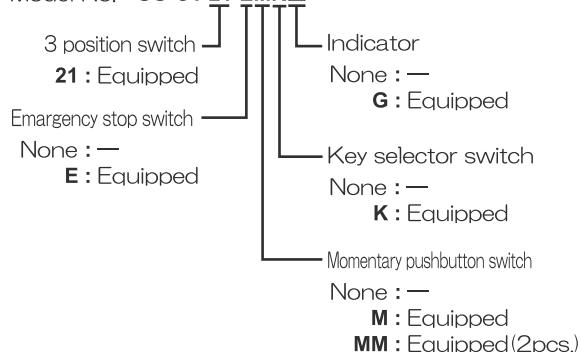 3 position switch
21 : Equipped
Emargency stop switch
None : —
E : Equipped
Indicator
None : —
G : Equipped
Key selector switch
None : —
K : Equipped
Momentary pushbutton switch
None : —
M : Equipped
MM : Equipped(2pcs.)